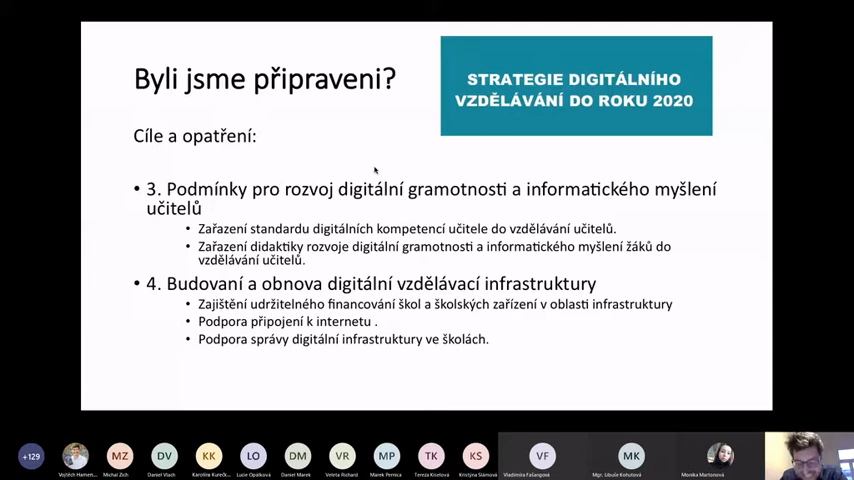 Byli jsme připraveni?
STRATEGIE DIGITÁLNÍHO
VZDĚLÁVÁNÍ DO ROKU 2020
Cíle a opatření:
• 3. Podmínky pro rozvoj digitální gramotnosti a informatického myšlení
učitelů
• Zařazení standardu digitálních kompetencí učitele do vzdělávání učitelů.
• Zařazení didaktiky rozvoje digitální gramotnosti a informatického myšlení žáků do
vzdělávání učitelů.
• 4. Budovaní a obnova digitální vzdělávací infrastruktury
• Zajištění udržitelného financování škol a školských zařízení v oblasti infrastruktury
• Podpora připojení k internetu .
• Podpora správy digitální infrastruktury ve školách.
+129
MZ
DV
KK
LO
DM
VR
MP
TK
KS
VF
MK
Vojtěch Hamen...
Michal Zich
Daniel Vlach
Karolína Kutečk...
Lucie Opálková
Daniel Marek
Veleta Richard
Marek Pernica
Tereza Kiselová
Kristýna Slámová
Vladimíra Fašangová
Mgr. Libuše Kohutová
Monika Martonová